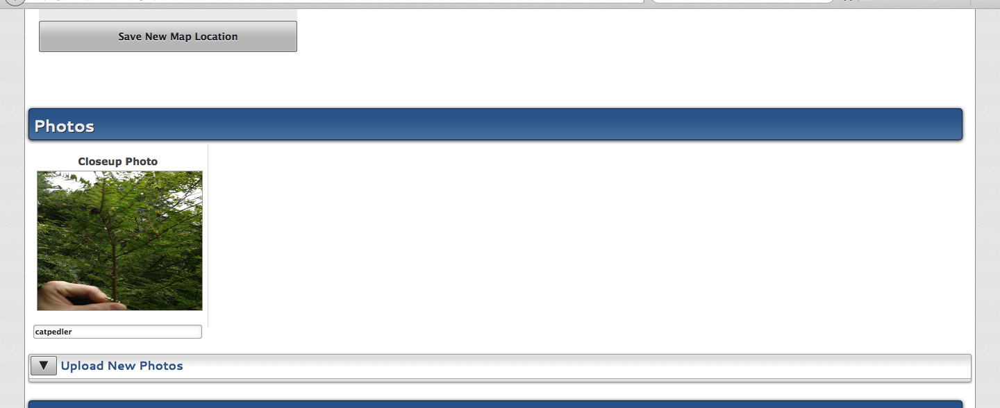 Save New Map Location
Photos
Closeup Photo
catpedler
▼ Upload New Photos